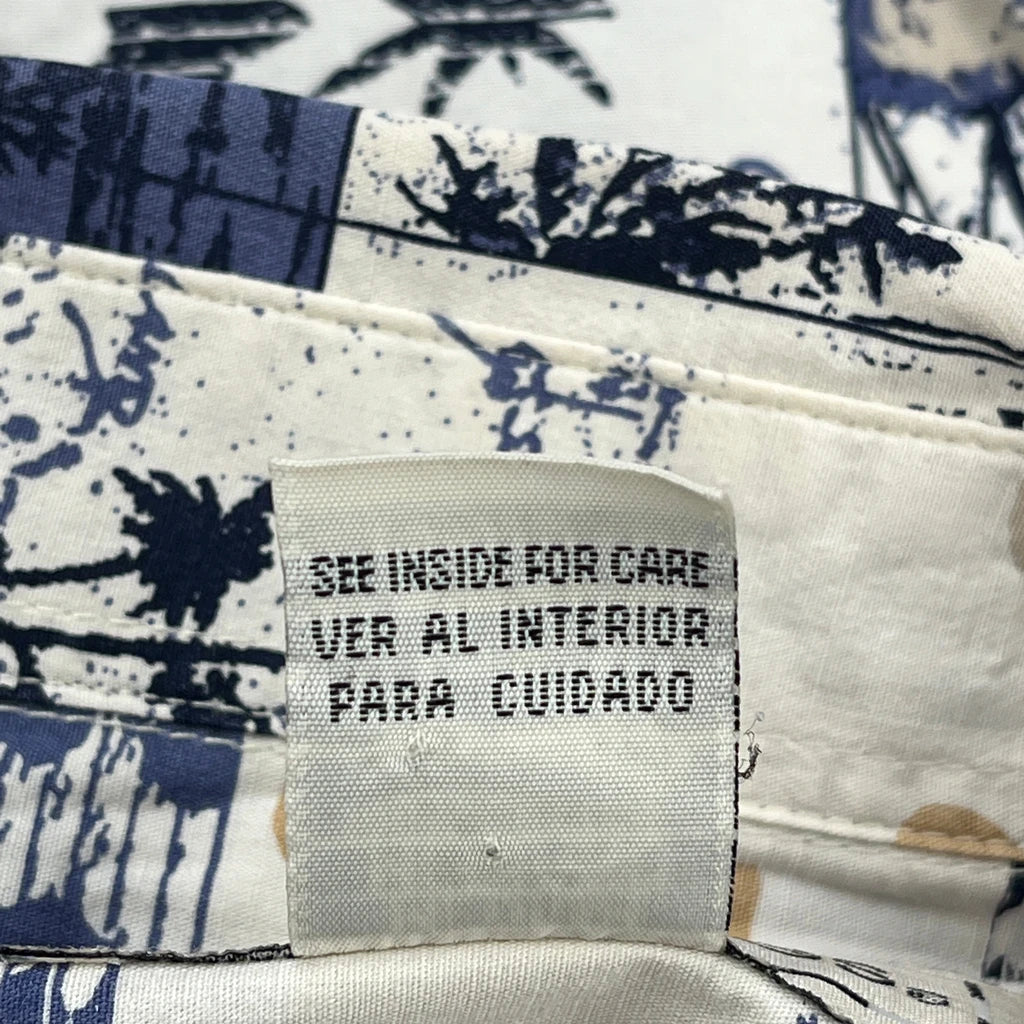 SEE INSIDE FOR CARE
VER AL INTERIOR
PARA CUIDADO